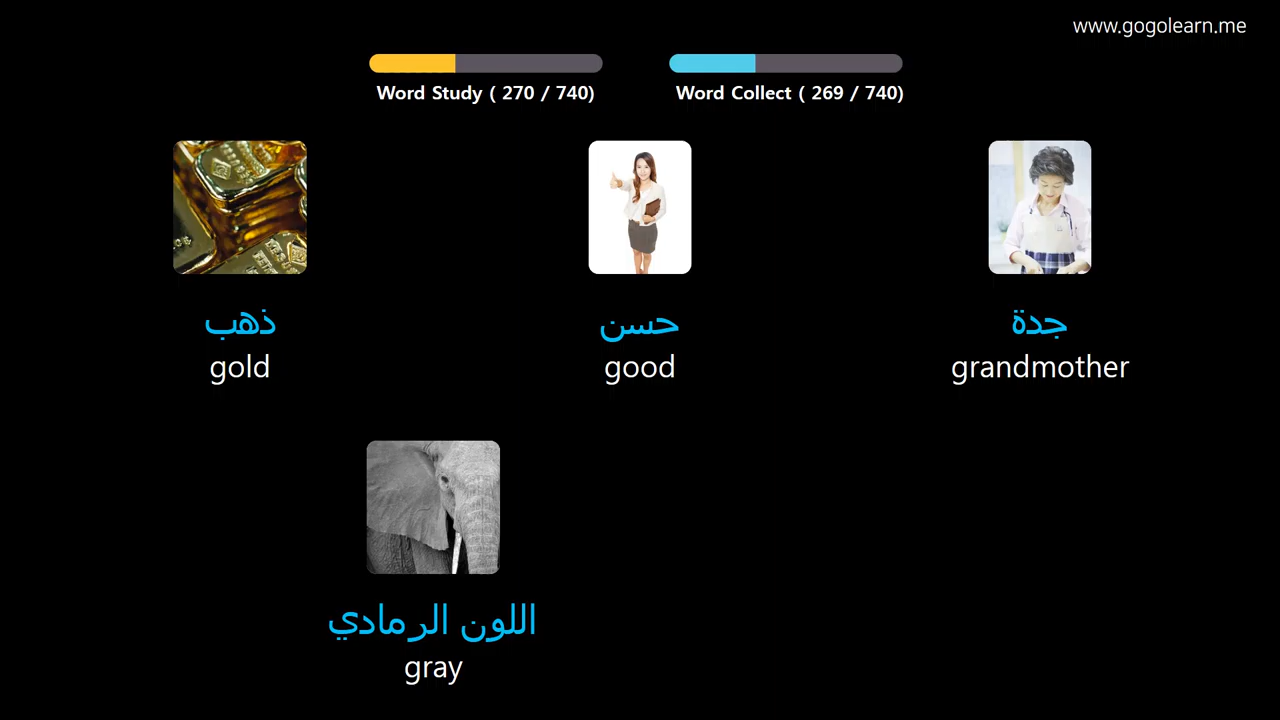 www.gogolearn.me
Word Study ( 270 / 740)
Word Collect ( 269 / 740)
ذهب
gold
حسن
good
جدة
grandmother
اللون الرمادي
gray